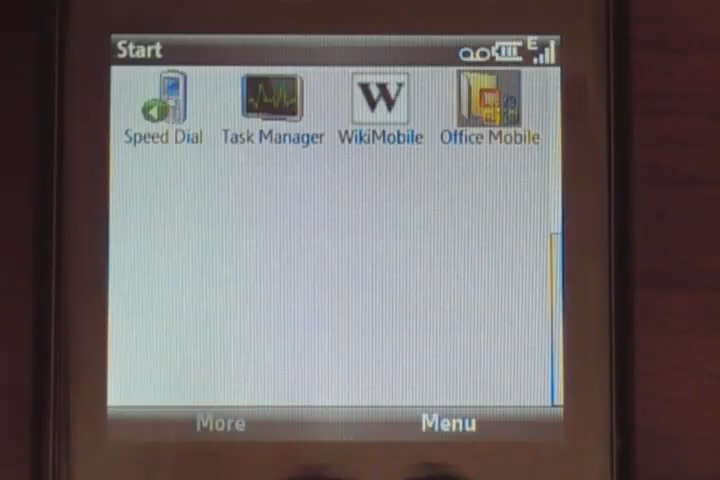 Start
E
W
Speed Dial Task Manager WikiMobile Office Mobile
More Menu